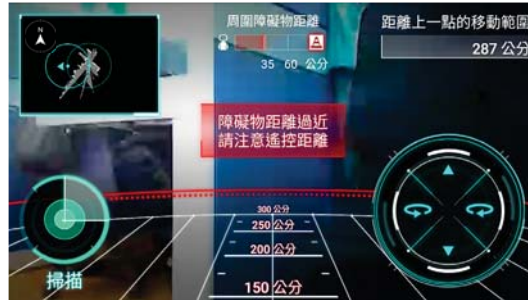 N
周圍障礙物距離
35 60 公分
距離上一點的移動範圍
287 公分
障礙物距離過近
請注意遙控距離
300 公分
250 公分
200 公分
150 公分
掃描